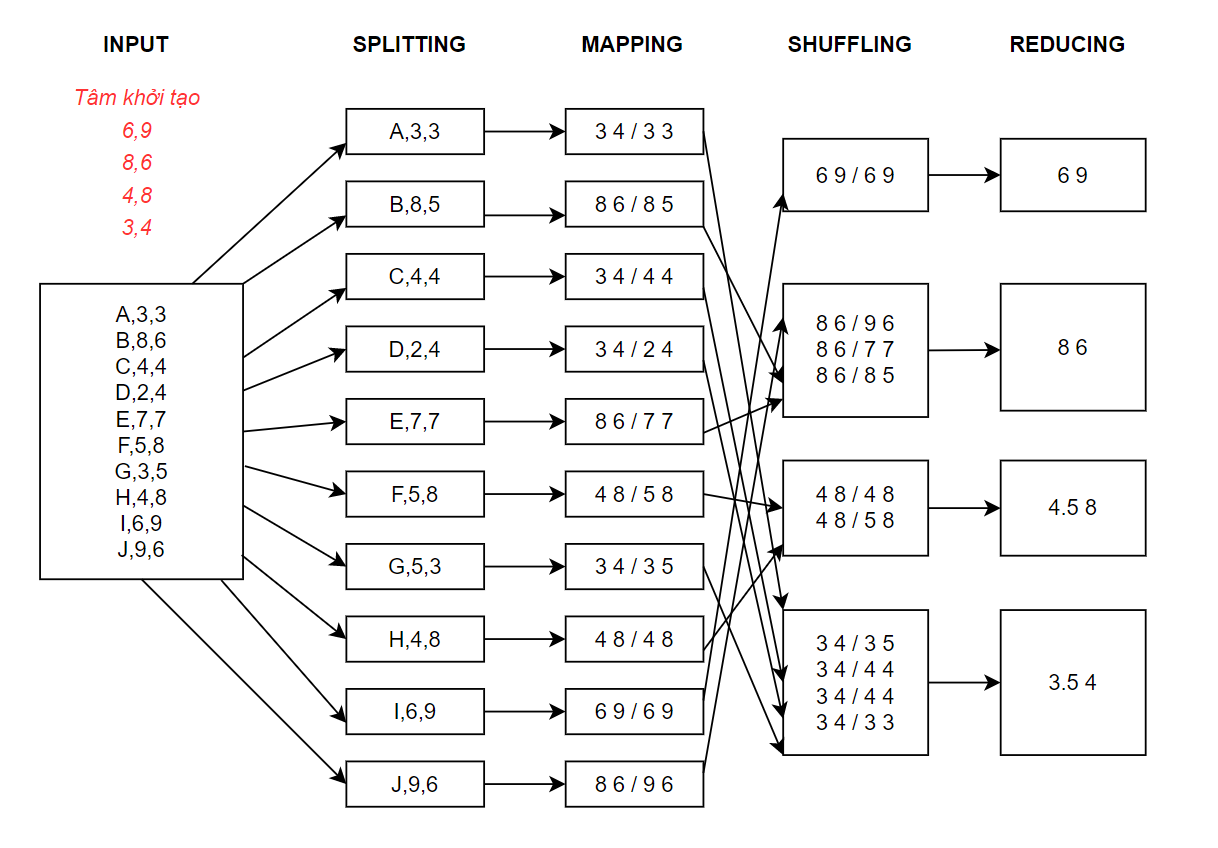 INPUT
SPLITTING
MAPPING
SHUFFLING
REDUCING
Tâm khởi tạo
6,9
8,6
4,8
3,4
A,3,3
B,8,6
C,4,4
D,2,4
E,7,7
F,5,8
G,3,5
H,4,8
I,6,9
J,9,6
A,3,3
B,8,5
C,4,4
D,2,4
E,7,7
F,5,8
G,5,3
H,4,8
I,6,9
J,9,6
3 4 / 3 3
8 6 / 8 5
3 4 / 4 4
3 4 / 2 4
8 6 / 7 7
4 8 / 5 8
3 4 / 3 5
4 8 / 4 8
6 9 / 6 9
8 6 / 9 6
6 9 / 6 9
8 6 / 9 6
8 6 / 7 7
8 6 / 8 5
4 8 / 4 8
4 8 / 5 8
3 4 / 3 5
3 4 / 4 4
3 4 / 4 4
3 4 / 3 3
6 9
8 6
4.5 8
3.5 4